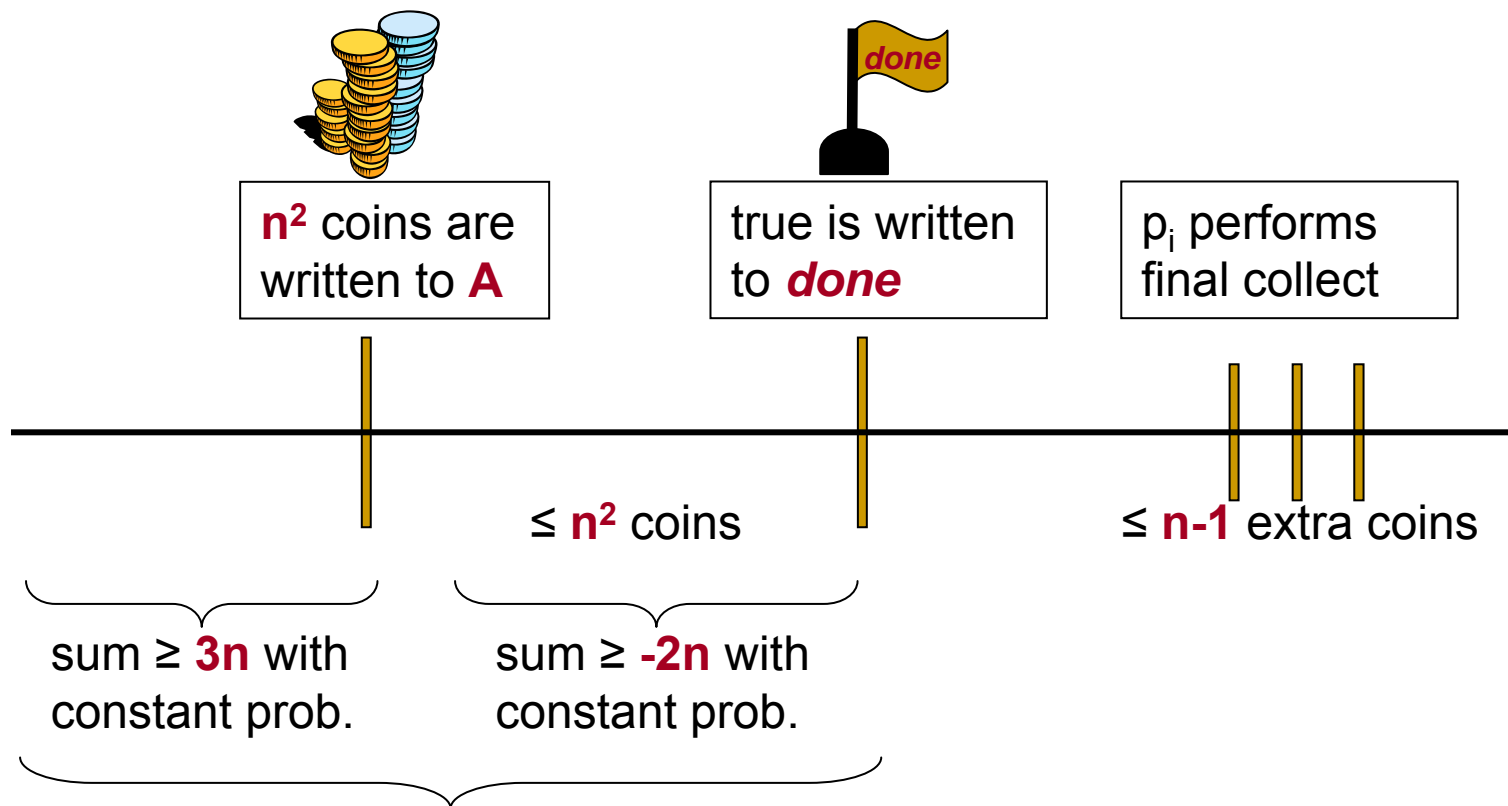 done
n² coins are
written to A
true is written
to done
pᵢ performs
final collect
≤ n² coins
≤ n-1 extra coins
sum ≥ 3n with
constant prob.
sum ≥ -2n with
constant prob.